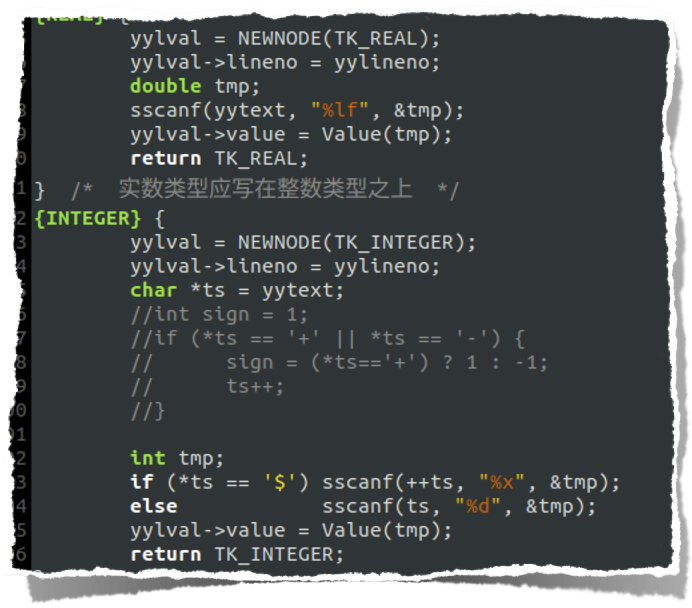 {REAL} {
yylval = NEWNODE(TK_REAL);
yylval->lineno = yylineno;
double tmp;
sscanf(yytext, "%lf", &tmp);
yylval->value = Value(tmp);
return TK_REAL;
} /* 实数类型应写在整数类型之上 */
{INTEGER} {
yylval = NEWNODE(TK_INTEGER);
yylval->lineno = yylineno;
char *ts = yytext;
//int sign = 1;
//if (*ts == '+' || *ts == '-') {
// sign = (*ts=='+') ? 1 : -1;
// ts++;
//}
int tmp;
if (*ts == '$') sscanf(++ts, "%x", &tmp);
else sscanf(ts, "%d", &tmp);
yylval->value = Value(tmp);
return TK_INTEGER;